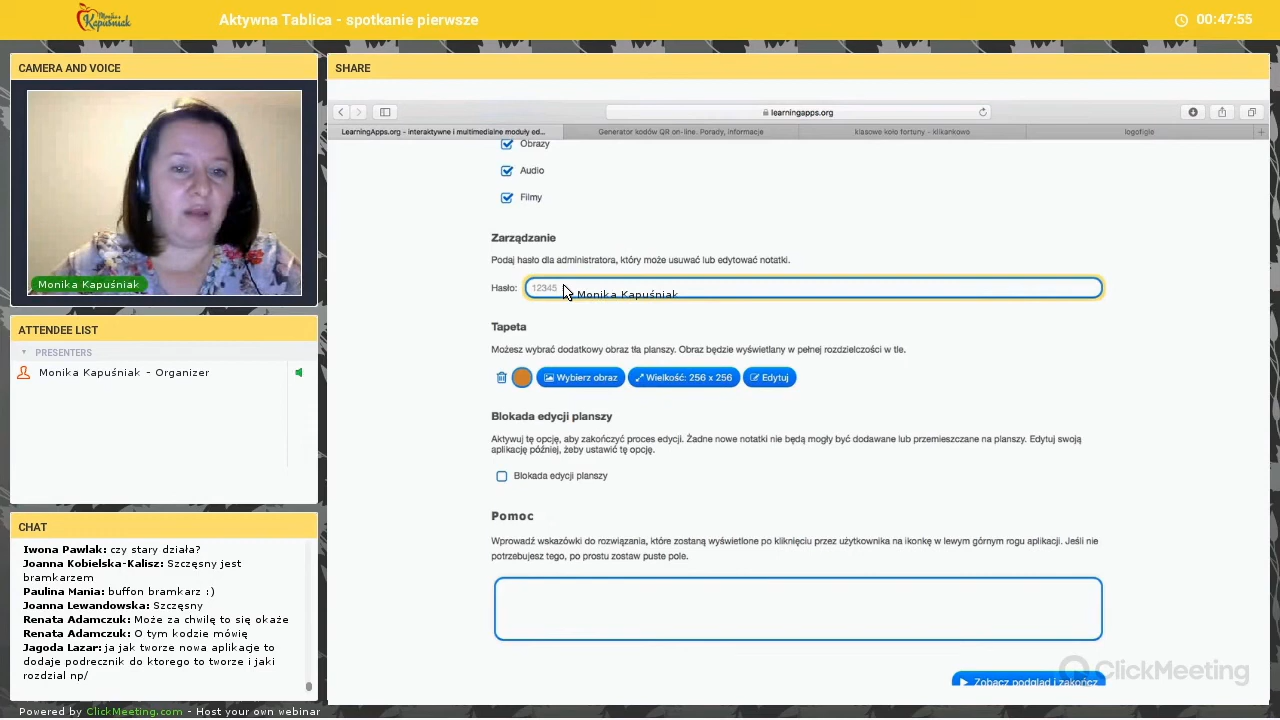 Monika
Kapuśniak
Aktywna Tablica - spotkanie pierwsze
00:47:55
CAMERA AND VOICE
Monika Kapuśniak
ATTENDEE LIST
PRESENTERS
Monika Kapuśniak - Organizer
CHAT
Iwona Pawlak: czy stary działa?
Joanna Kobielska-Kalisz: Szczęsny jest
bramkarzem
Paulina Mania: buffon bramkarz :)
Joanna Lewandowska: Szczęsny
Renata Adamczuk: Może za chwilę to się okaże
Renata Adamczuk: O tym kodzie mówię
Jagoda Lazar: ja jak tworze nowa aplikacje to
dodaje podrecznik do ktorego to tworze i jaki
rozdzial np/
Powered by ClickMeeting.com - Host your own webinar
SHARE
learningapps.org
LearningApps.org - interaktywne i multimedialne moduły ed...
Generator kodów QR on-line. Porady, informacje
klasowe koło fortuny - klikankowo
logofigle
Obrazy
Audio
Filmy
Zarządzanie
Podaj hasło dla administratora, który może usuwać lub edytować notatki.
Hasło: 12345
Monika Kapuśniak
Tapeta
Możesz wybrać dodatkowy obraz tła planszy. Obraz będzie wyświetlany w pełnej rozdzielczości w tle.
Wybierz obraz Wielkość: 256 x 256 Edytuj
Blokada edycji planszy
Aktywuj tę opcję, aby zakończyć proces edycji. Żadne nowe notatki nie będą mogły być dodawane lub przemieszczane na planszy. Edytuj swoją
aplikację później, żeby ustawić tę opcję.
Blokada edycji planszy
Pomoc
Wprowadź wskazówki do rozwiązania, które zostaną wyświetlone po kliknięciu przez użytkownika na ikonkę w lewym górnym rogu aplikacji. Jeśli nie
potrzebujesz tego, po prostu zostaw puste pole.
Zobacz podgląd i zakończ
ClickMeeting